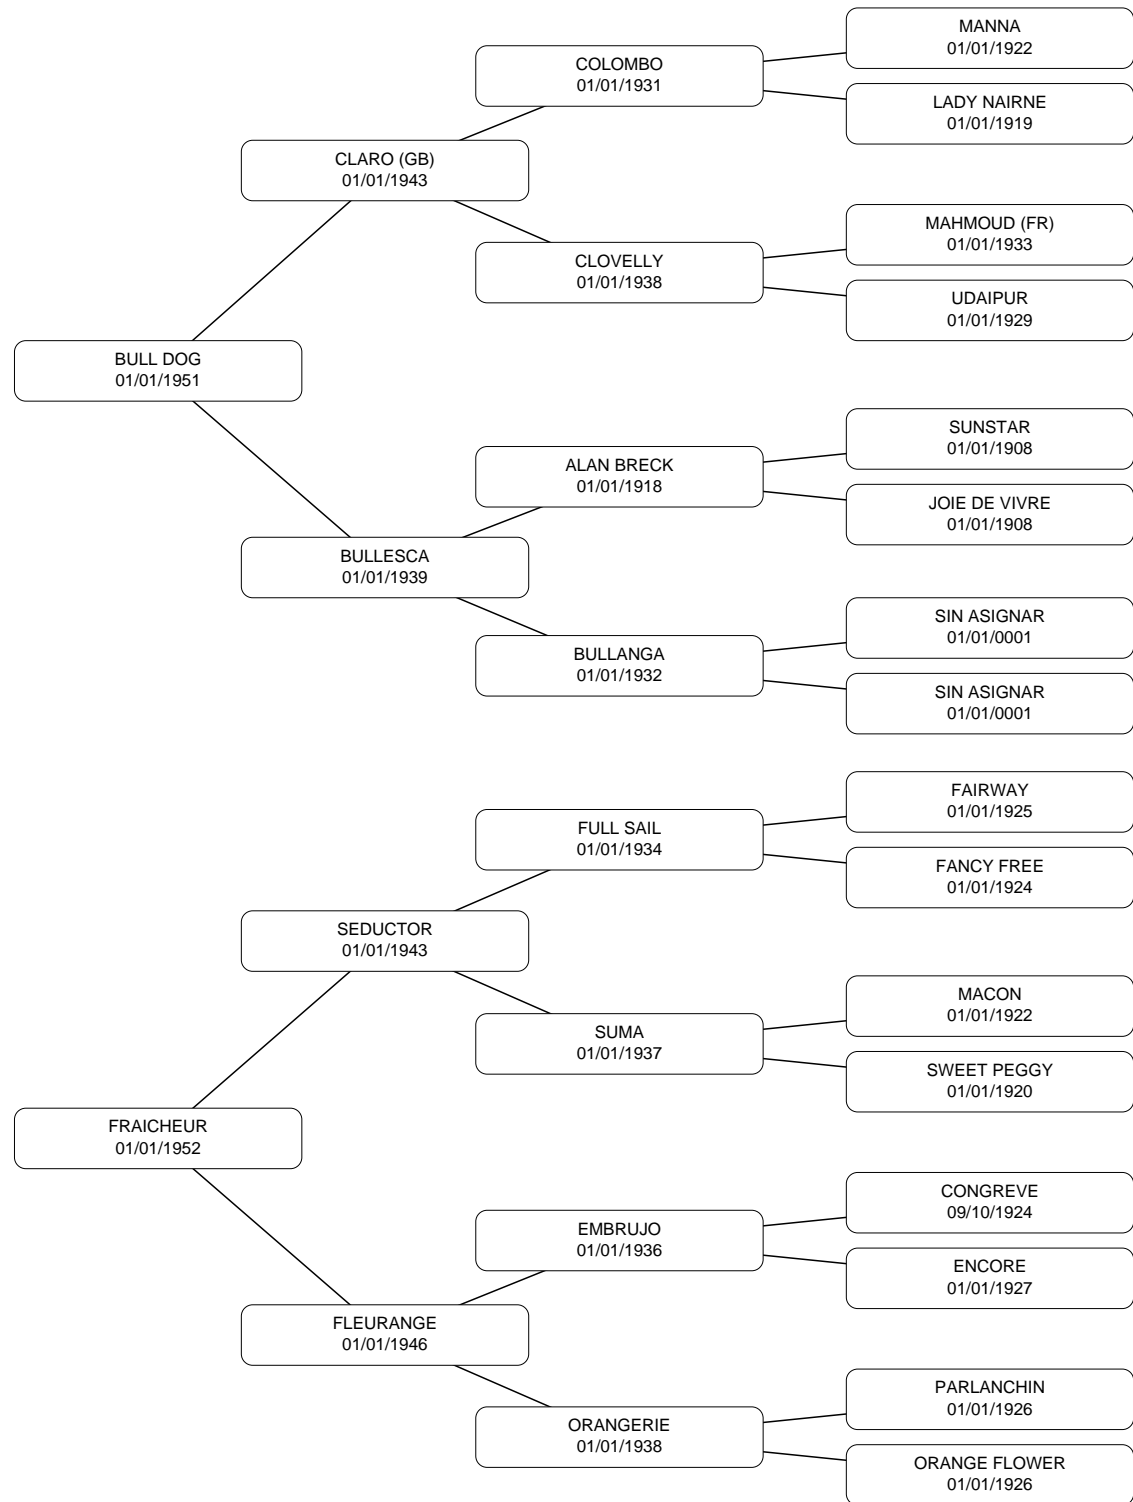 MANNA
01/01/1922
COLOMBO
01/01/1931
LADY NAIRNE
01/01/1919
CLARO (GB)
01/01/1943
MAHMOUD (FR)
01/01/1933
CLOVELLY
01/01/1938
UDAIPUR
01/01/1929
BULL DOG
01/01/1951
SUNSTAR
01/01/1908
ALAN BRECK
01/01/1918
JOIE DE VIVRE
01/01/1908
BULLESCA
01/01/1939
SIN ASIGNAR
01/01/0001
BULLANGA
01/01/1932
SIN ASIGNAR
01/01/0001
FAIRWAY
01/01/1925
FULL SAIL
01/01/1934
FANCY FREE
01/01/1924
SEDUCTOR
01/01/1943
MACON
01/01/1922
SUMA
01/01/1937
SWEET PEGGY
01/01/1920
FRAICHEUR
01/01/1952
CONGREVE
09/10/1924
EMBRUJO
01/01/1936
ENCORE
01/01/1927
FLEURANGE
01/01/1946
PARLANCHIN
01/01/1926
ORANGERIE
01/01/1938
ORANGE FLOWER
01/01/1926